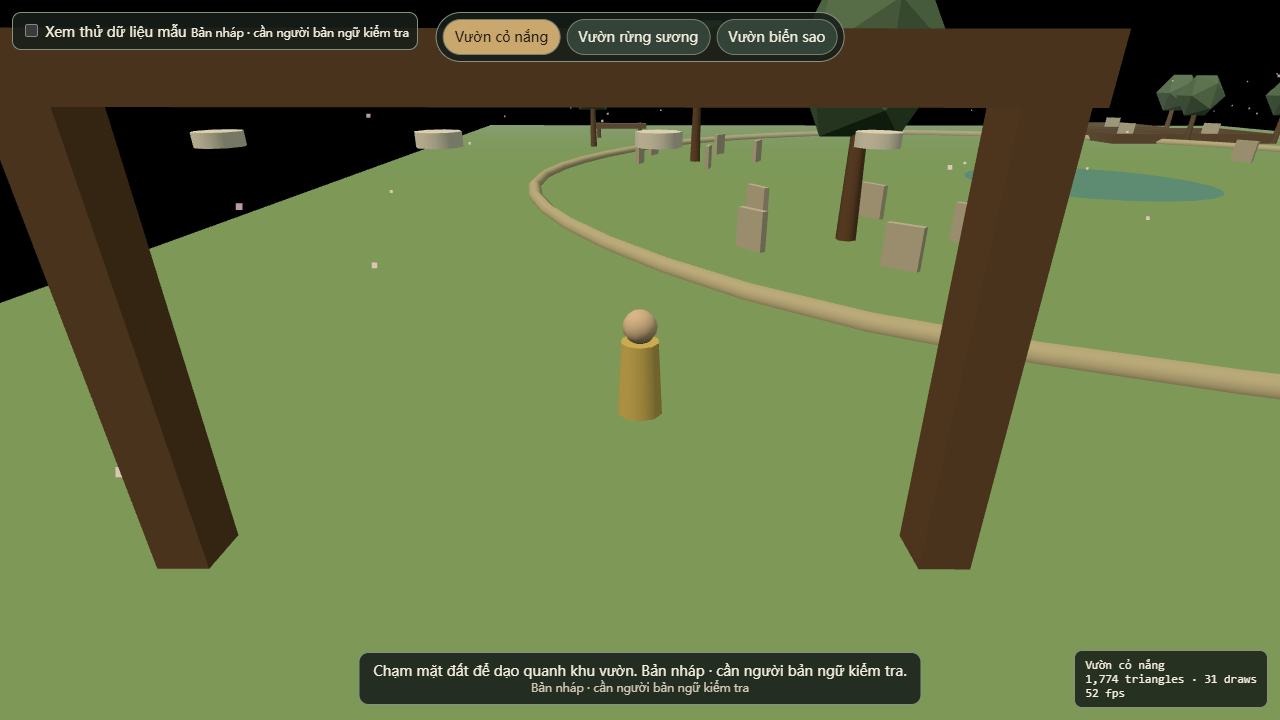 Xem thử dữ liệu mẫu Bản nháp · cần người bản ngữ kiểm tra
Vườn cỏ nắng
Vườn rừng sương
Vườn biển sao
Chạm mặt đất để dạo quanh khu vườn. Bản nháp · cần người bản ngữ kiểm tra.
Bản nháp · cần người bản ngữ kiểm tra
Vườn cỏ nắng
1,774 triangles · 31 draws
52 fps